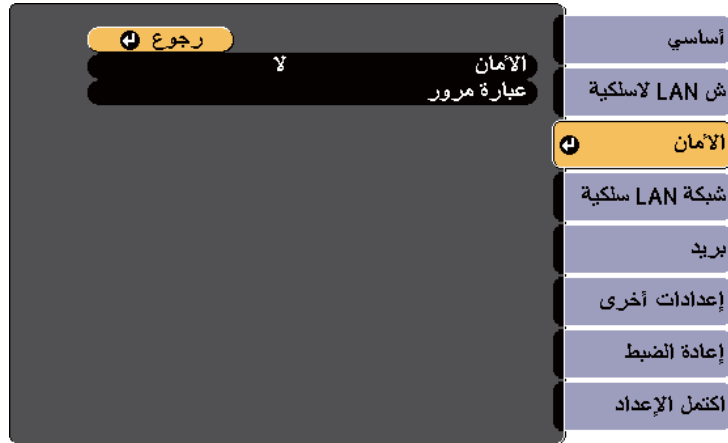 أساسي
ش LAN لاسلكية
الأمان
شبكة LAN سلكية
بريد
إعدادات أخرى
إعادة الضبط
اكتمل الإعداد
رجوع
الأمان لا
عبارة مرور